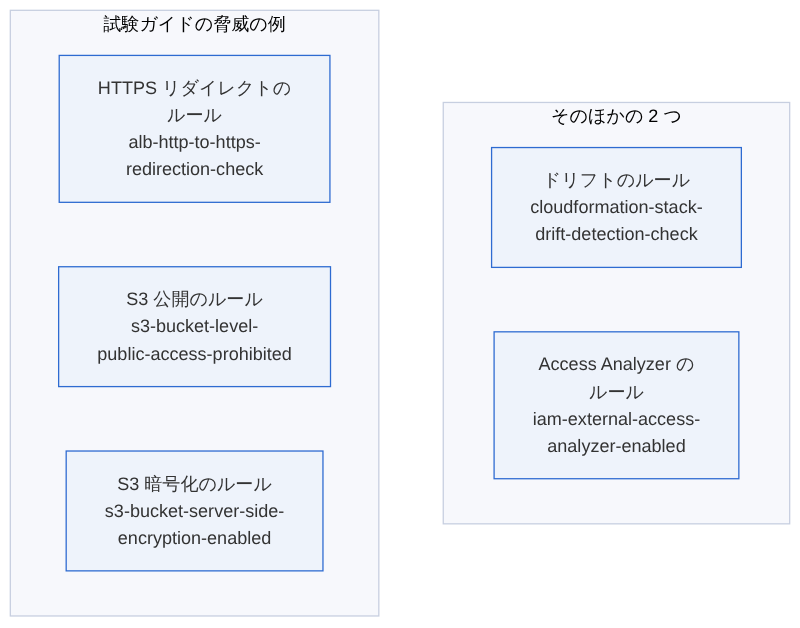 試験ガイドの脅威の例
HTTPS リダイレクトの
ルール
alb-http-to-https-
redirection-check
S3 公開のルール
s3-bucket-level-
public-access-prohibited
S3 暗号化のルール
s3-bucket-server-side-
encryption-enabled
そのほかの 2 つ
ドリフトのルール
cloudformation-stack-
drift-detection-check
Access Analyzer の
ルール
iam-external-access-
analyzer-enabled